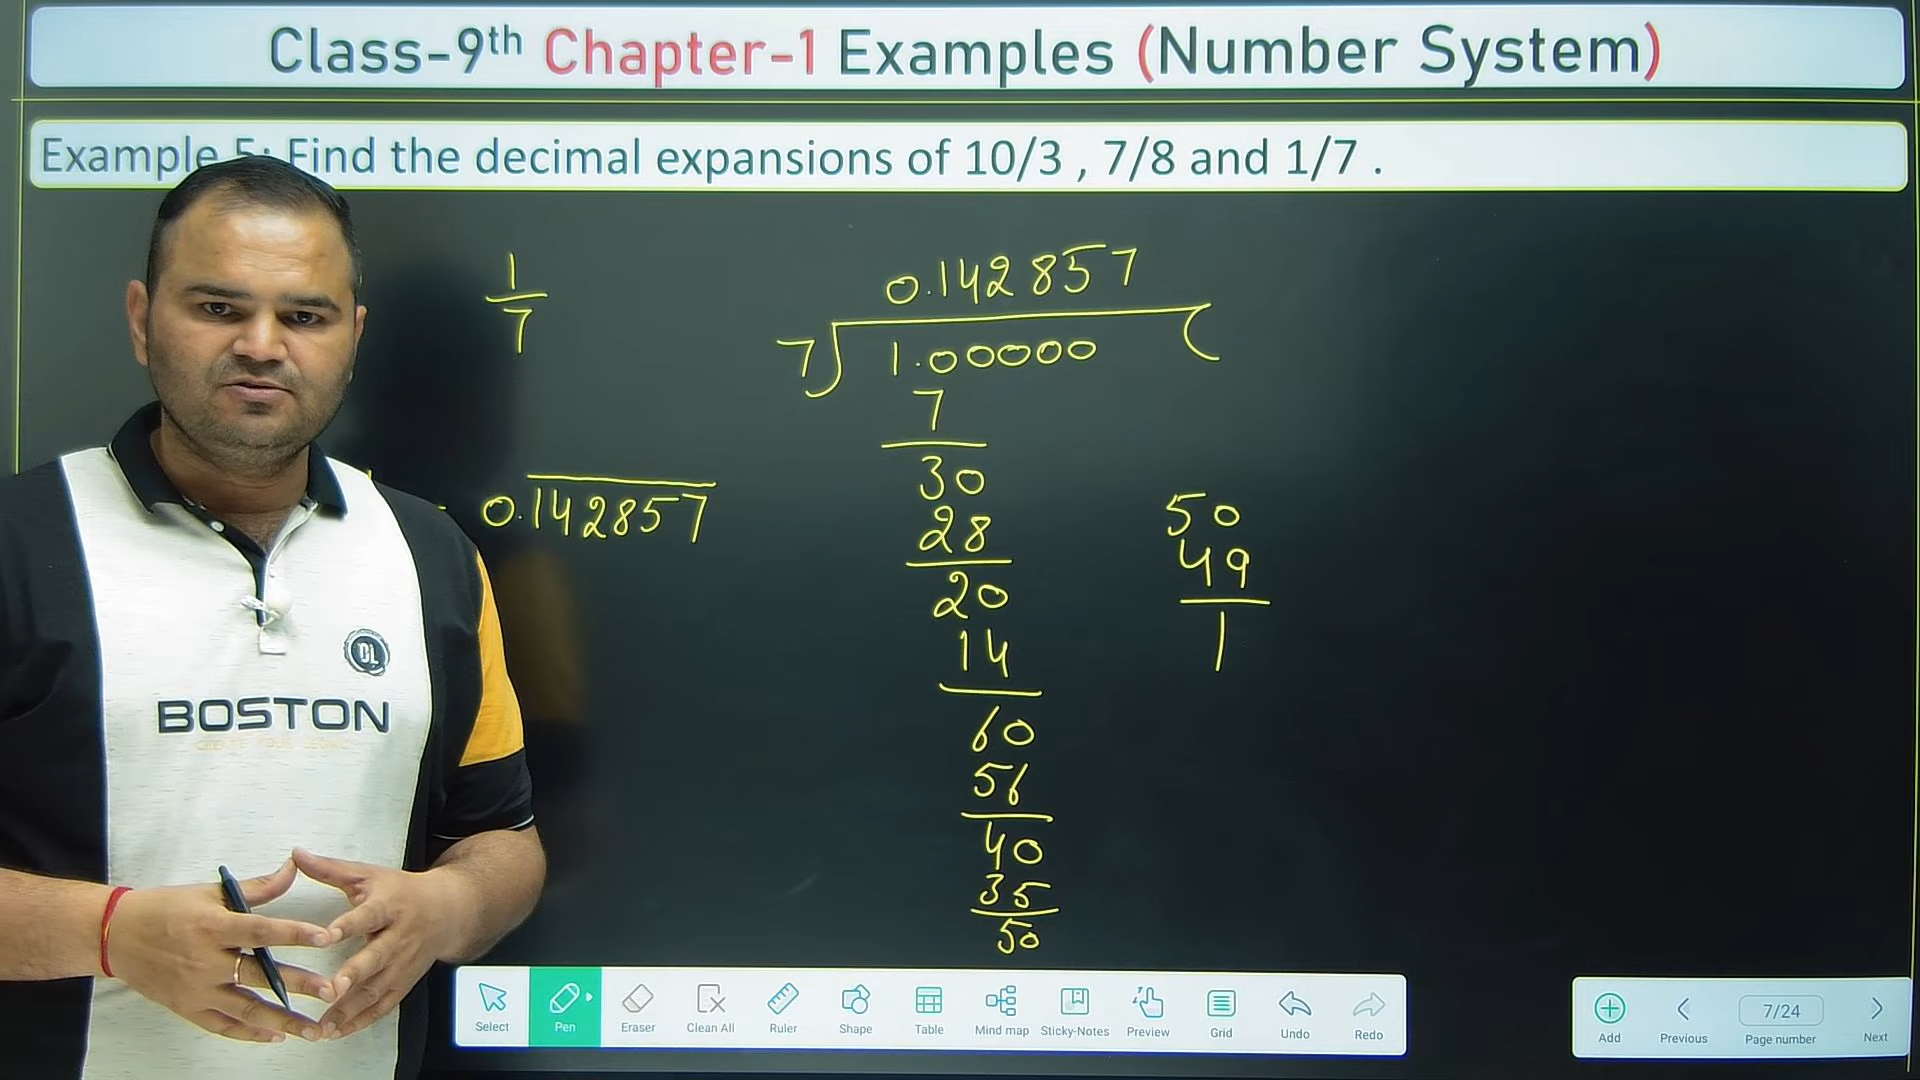 Class-9th Chapter-1 Examples (Number System)
Example 5: Find the decimal expansions of 10/3 , 7/8 and 1/7 .
1
7
0.142857
7 1.00000
7
30
28
20
14
60
56
40
35
50
= 0.142857
50
49
1
DL
BOSTON
Select
Pen
Eraser
Clean All
Ruler
Shape
Table
Mind map
Sticky-Notes
Preview
Grid
Undo
Redo
Add
Previous
7/24
Page number
Next